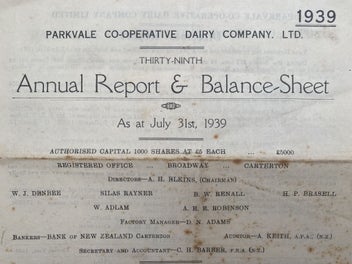 1939
PARKVALE CO-OPERATIVE DAIRY COMPANY. LTD.
THIRTY-NINTH
Annual Report & Balance-Sheet
As at July 31st, 1939
AUTHORISED CAPITAL 1000 SHARES AT £5 EACH ... £5000
REGISTERED OFFICE ... BROADWAY CARTERTON
DIRECTORS—A. H. ELKINS, (CHAIRMAN)
W. J. DENBEE SILAS RAYNER B. W. KENALL H. P. BRASELL
W. ADLAM A. H. E. ROBINSON
FACTORY MANAGER—D. N. ADAMS
BANKERS—BANK OF NEW ZEALAND CARTERTON AUDITOR—A. KEITH, A.P.A., (N.Z.)
SECRETARY AND ACCOUNTANT—C. H. BARBER, F.R.A. (N.Z.)